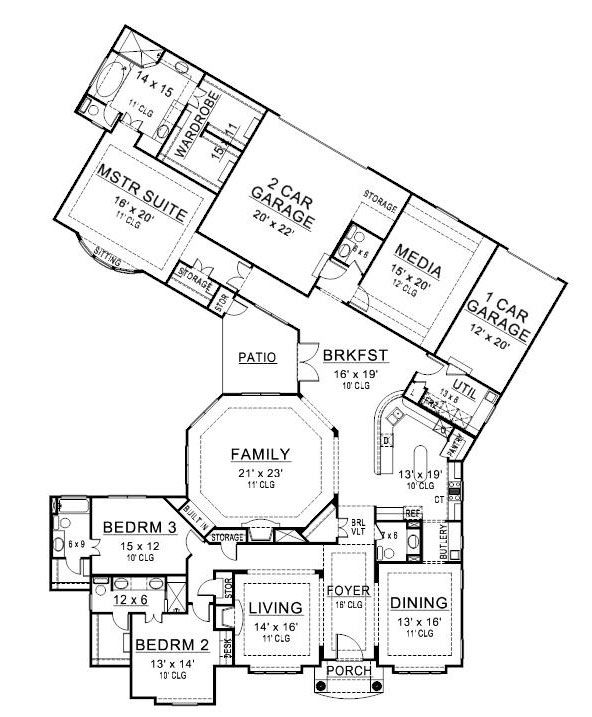 14 x 15
11' CLG
WARDROBE
15 x 11
MSTR SUITE
16' x 20'
11' CLG
SITTING
STORAGE
STOR
2 CAR
GARAGE
20' x 22'
STORAGE
6 x 6
MEDIA
15' x 20'
12' CLG
1 CAR
GARAGE
12' x 20'
PATIO
BRKFST
16' x 19'
10' CLG
UTIL
13 x 8
L
FRZ
PANTRY
D
O
13' x 19'
10' CLG
CT
REF
FAMILY
21' x 23'
11' CLG
BUILT IN
STORAGE
BRL
VLT
7 x 6
BUTLERY
BEDRM 3
15 x 12
10' CLG
6 x 9
12 x 6
STOR
LIVING
14' x 16'
11' CLG
FOYER
16' CLG
DINING
13' x 16'
11' CLG
BEDRM 2
13' x 14'
10' CLG
DESK
PORCH